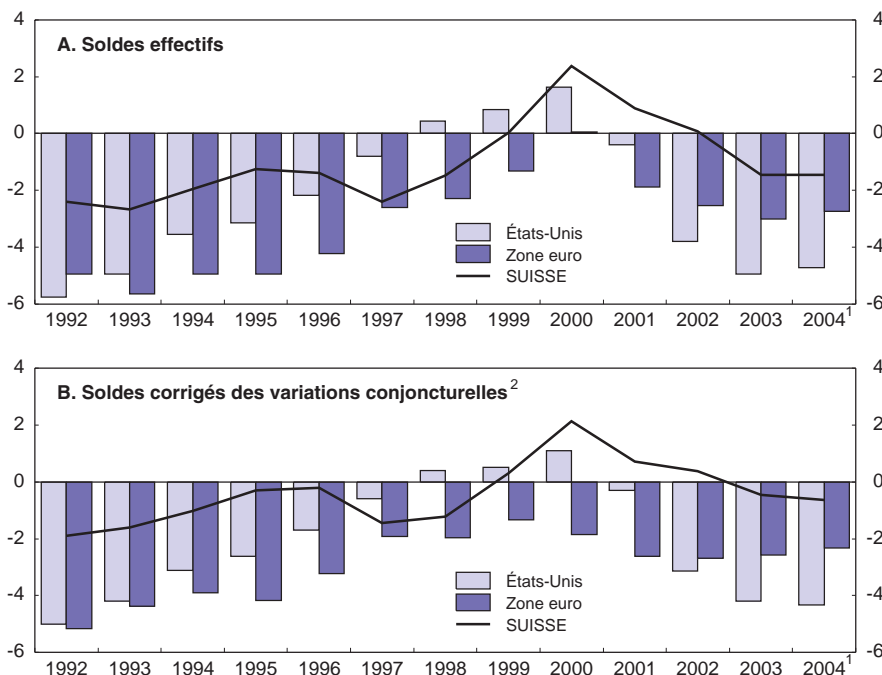 A. Soldes effectifs
4 4
2 2
0 0
-2 -2
-4 -4
-6 -6
États-Unis
Zone euro
SUISSE
1992 1993 1994 1995 1996 1997 1998 1999 2000 2001 2002 2003 2004¹
B. Soldes corrigés des variations conjoncturelles²
4 4
2 2
0 0
-2 -2
-4 -4
-6 -6
États-Unis
Zone euro
SUISSE
1992 1993 1994 1995 1996 1997 1998 1999 2000 2001 2002 2003 2004¹